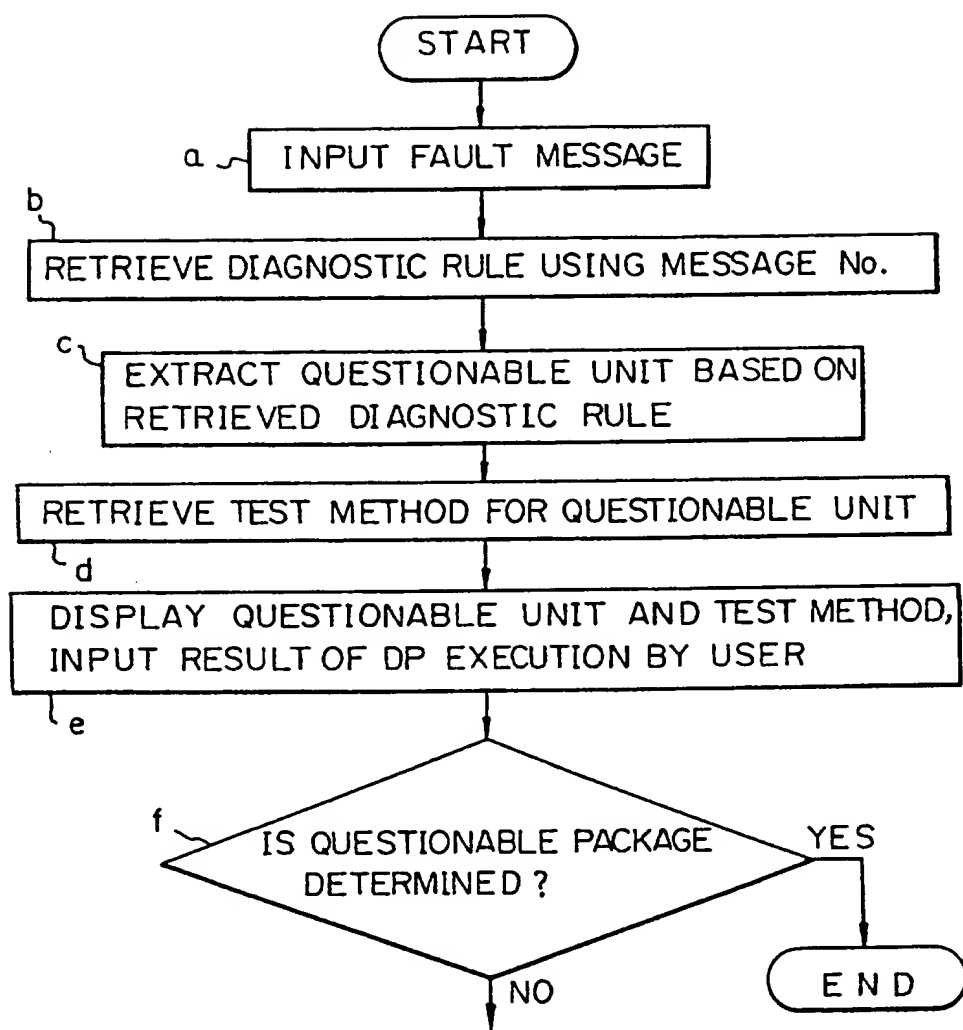 START
a
INPUT FAULT MESSAGE
b
RETRIEVE DIAGNOSTIC RULE USING MESSAGE No.
c
EXTRACT QUESTIONABLE UNIT BASED ON
RETRIEVED DIAGNOSTIC RULE
RETRIEVE TEST METHOD FOR QUESTIONABLE UNIT
d
DISPLAY QUESTIONABLE UNIT AND TEST METHOD,
INPUT RESULT OF DP EXECUTION BY USER
e
f
IS QUESTIONABLE PACKAGE
DETERMINED ?
YES
END
NO